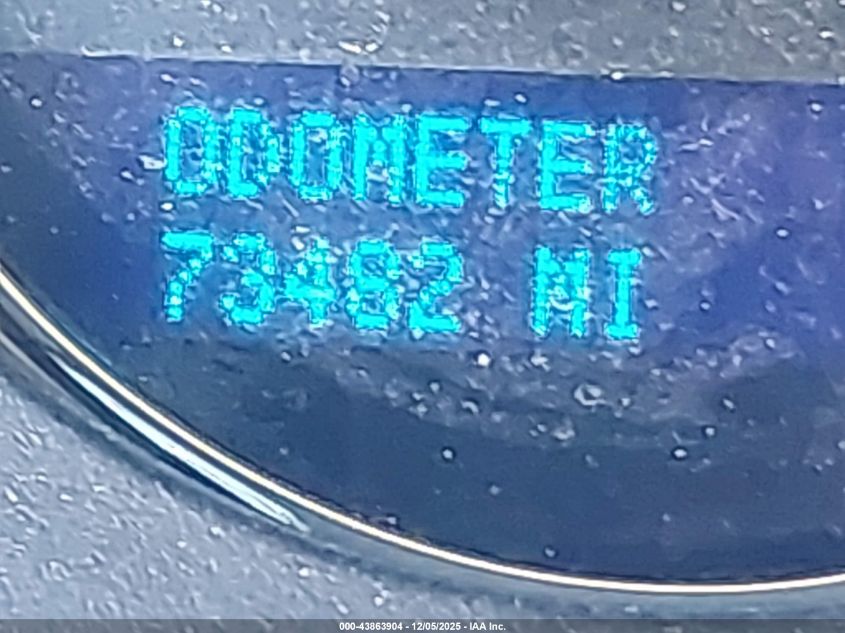 ODOMETER
73482 MI
000-43863904 - 12/05/2025 - IAA Inc.